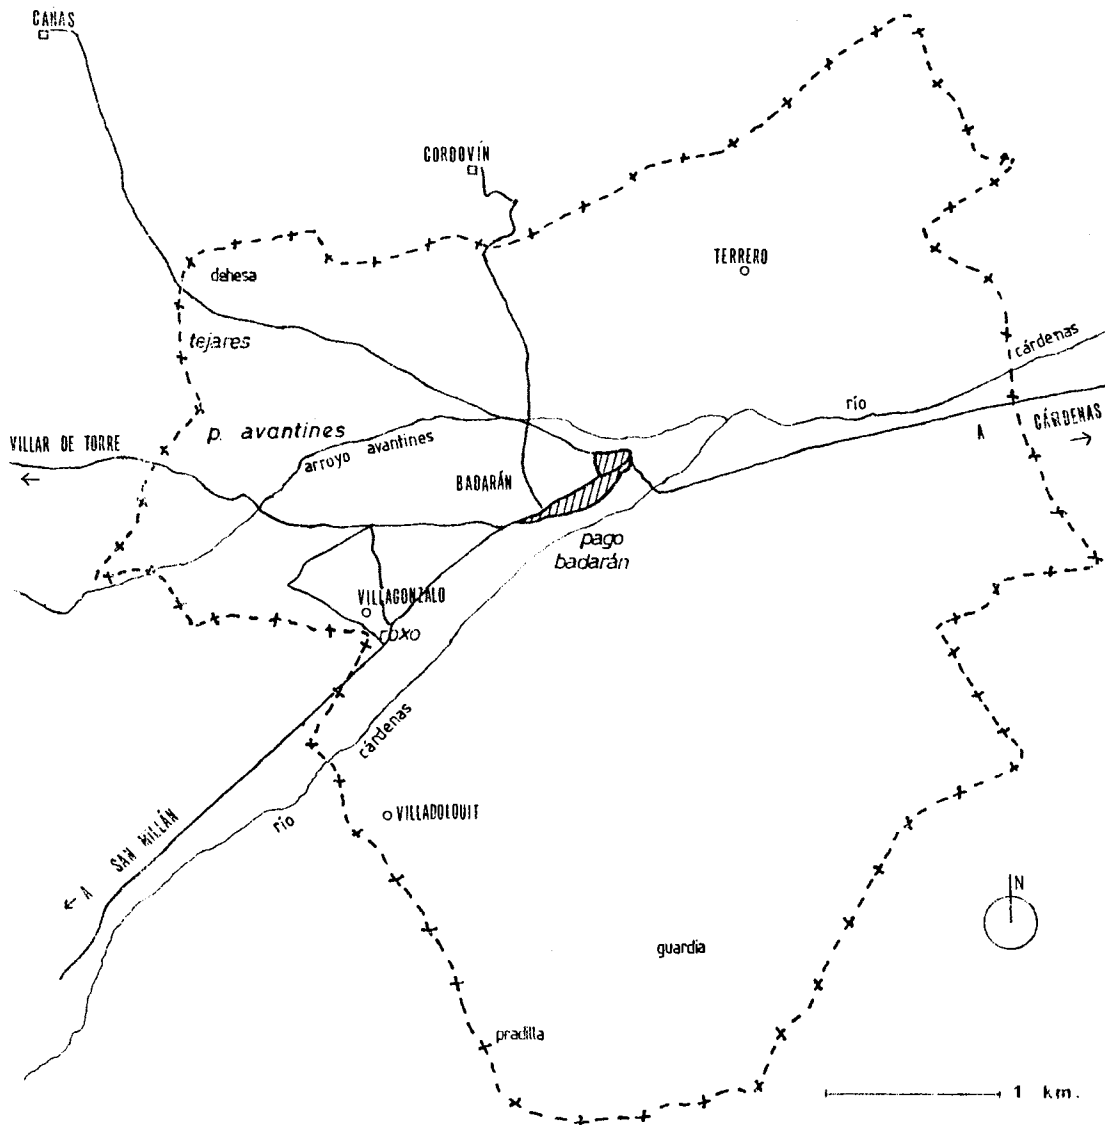 CAÑAS
CORDOVÍN
TERRERO
dehesa
tejares
cárdenas
río
p. avantines
A CÁRDENAS
VILLAR DE TORRE
arroyo avantines
BADARÁN
pago
badarán
VILLAGONZALO
roxo
cárdenas
río
VILLADOLQUIT
A SAN MILLÁN
N
guardia
pradilla
1 km.